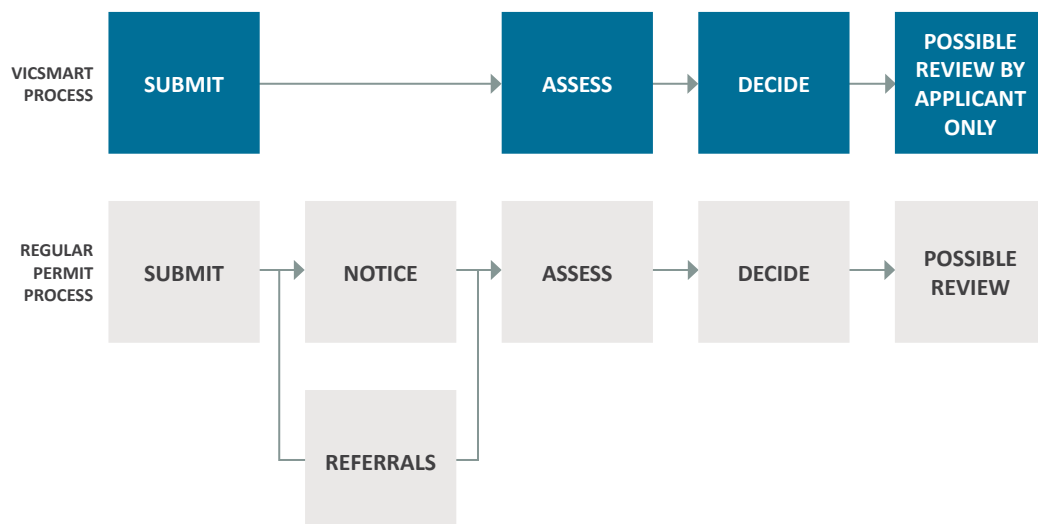 VICSMART
PROCESS
SUBMIT
ASSESS
DECIDE
POSSIBLE
REVIEW BY
APPLICANT
ONLY
REGULAR
PERMIT
PROCESS
SUBMIT
NOTICE
ASSESS
DECIDE
POSSIBLE
REVIEW
REFERRALS